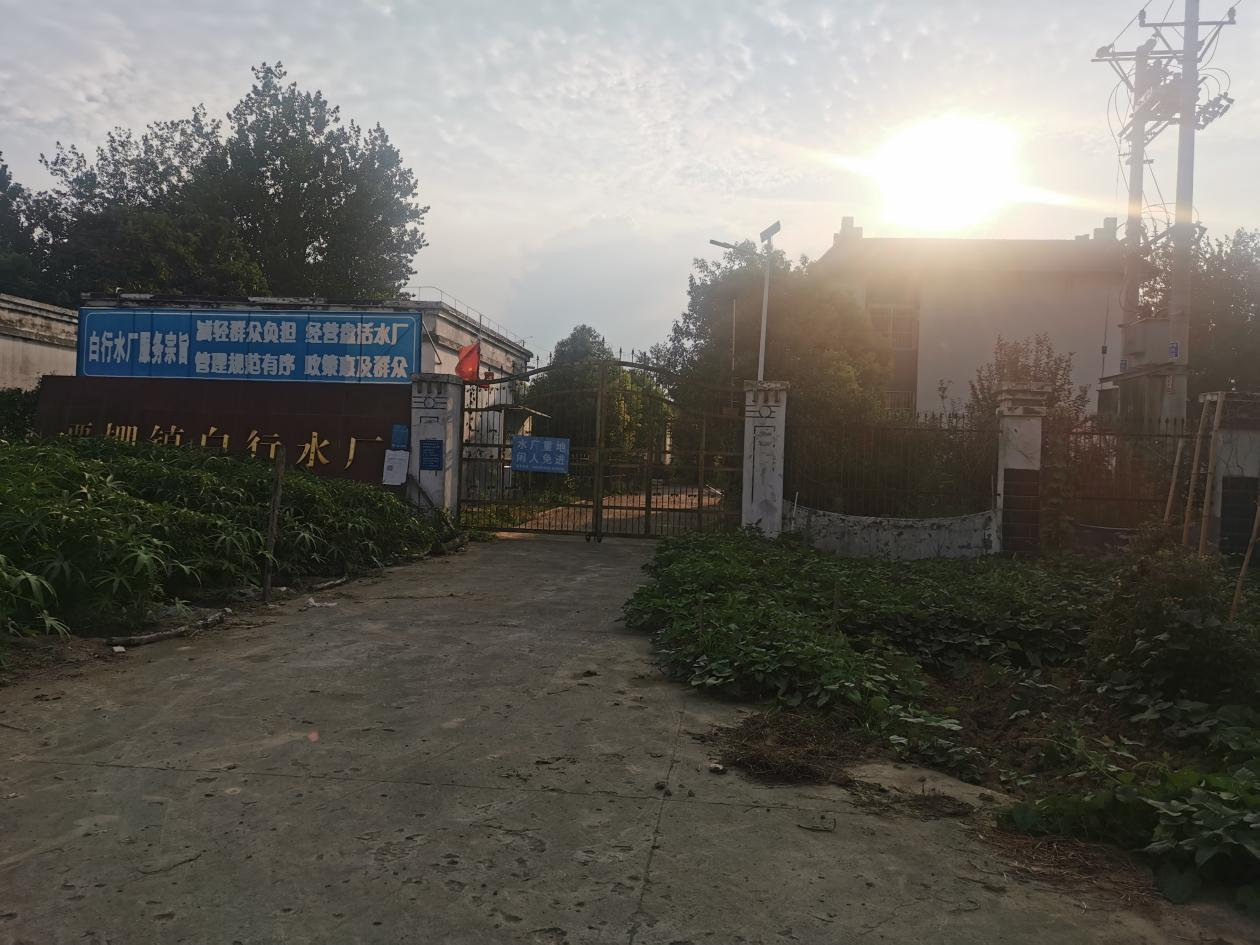 白行水厂服务宗旨
减轻群众负担 经营盘活水厂
管理规范有序 政策惠及群众
栗堋镇白行水厂
水厂重地
闲人免进